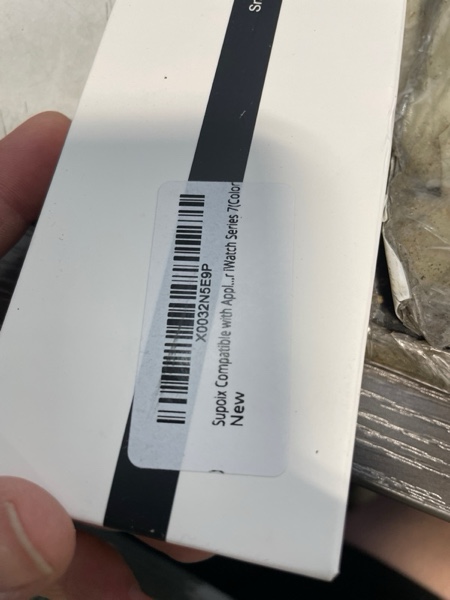 X0032N5E9P
Supoix Compatible with Appl...r iWatch Series 7(Color
New